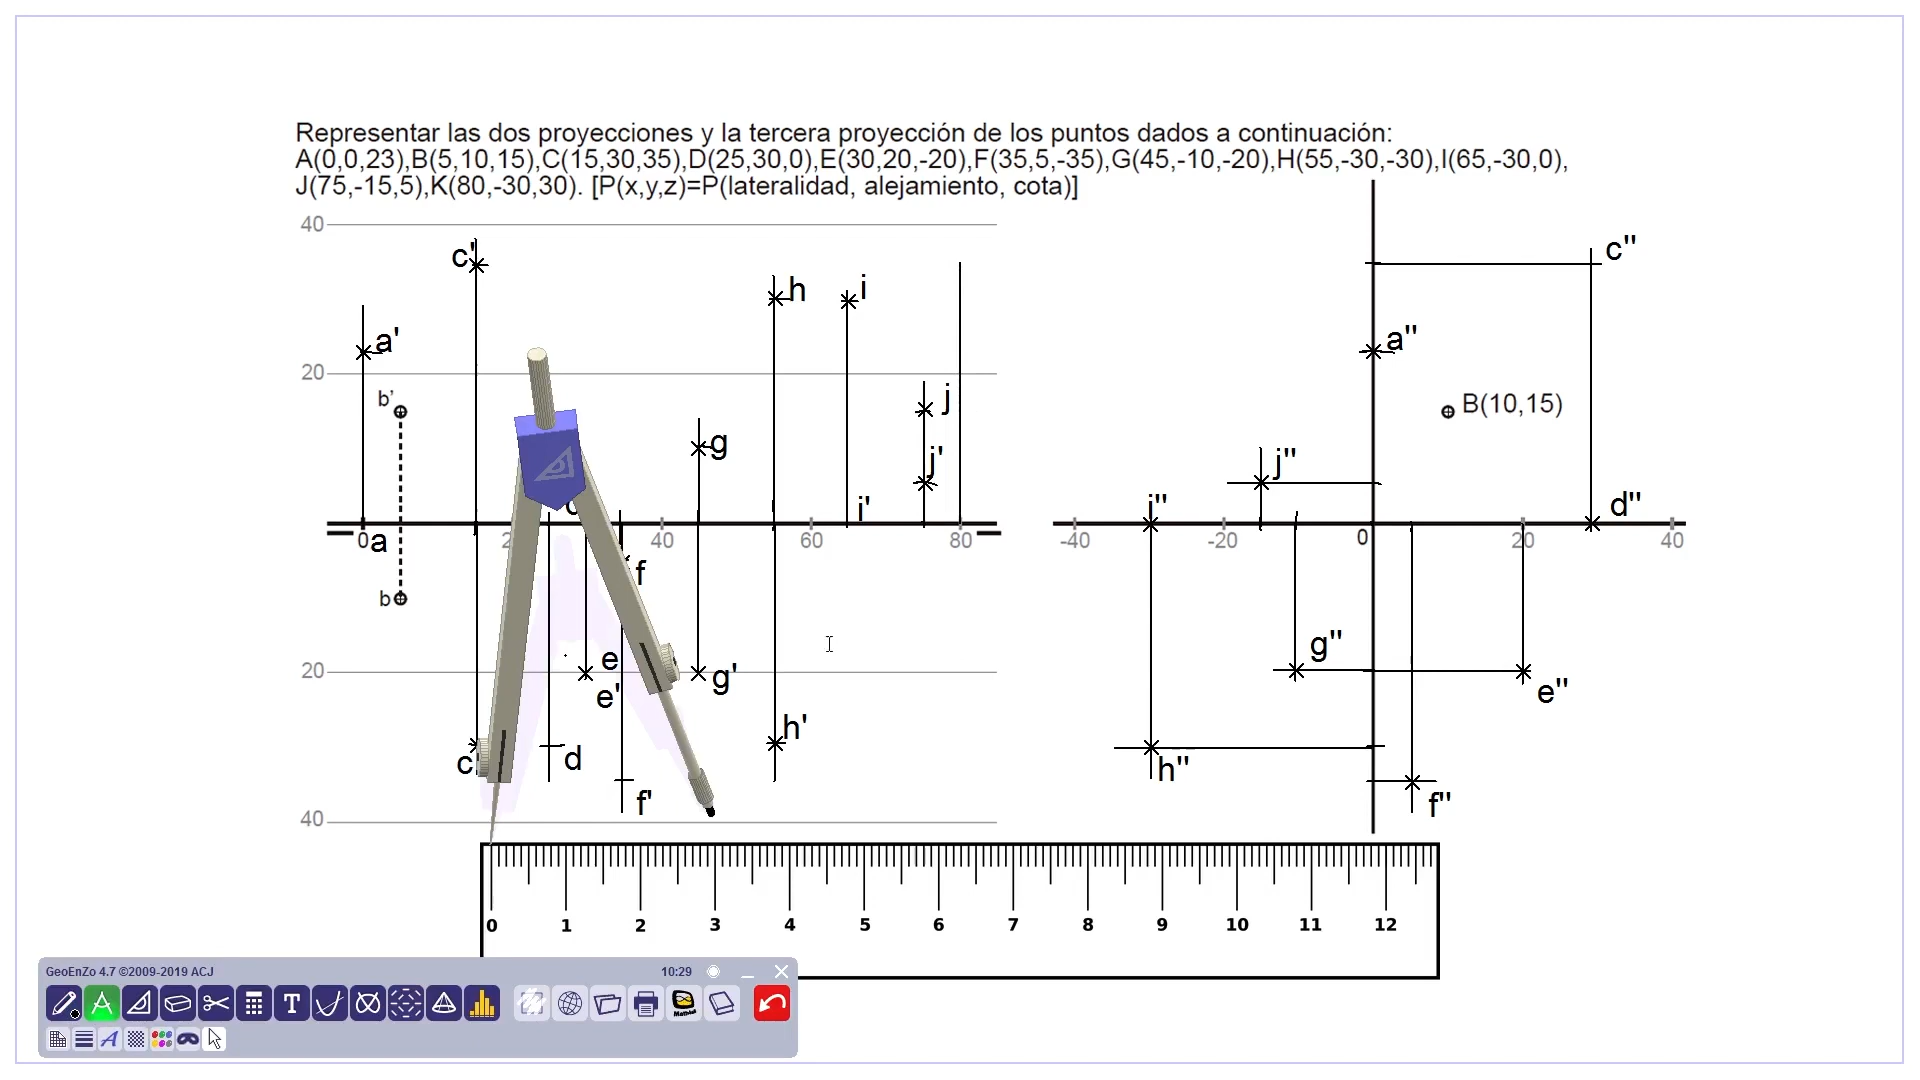 Representar las dos proyecciones y la tercera proyección de los puntos dados a continuación:
A(0,0,23),B(5,10,15),C(15,30,35),D(25,30,0),E(30,20,-20),F(35,5,-35),G(45,-10,-20),H(55,-30,-30),I(65,-30,0),
J(75,-15,5),K(80,-30,30). [P(x,y,z)=P(lateralidad, alejamiento, cota)]
40
c'
c''
h
i
a'
a''
20
b'
B(10,15)
j
g
j'
j''
i'
i''
d''
0
a
40
60
80
-40
-20
0
20
40
f
b
e
g''
20
g'
e'
e''
h'
c
d
h''
f'
f''
40
0 1 2 3 4 5 6 7 8 9 10 11 12
GeoEnZo 4.7 ©2009-2019 ACJ 10:29
T
A